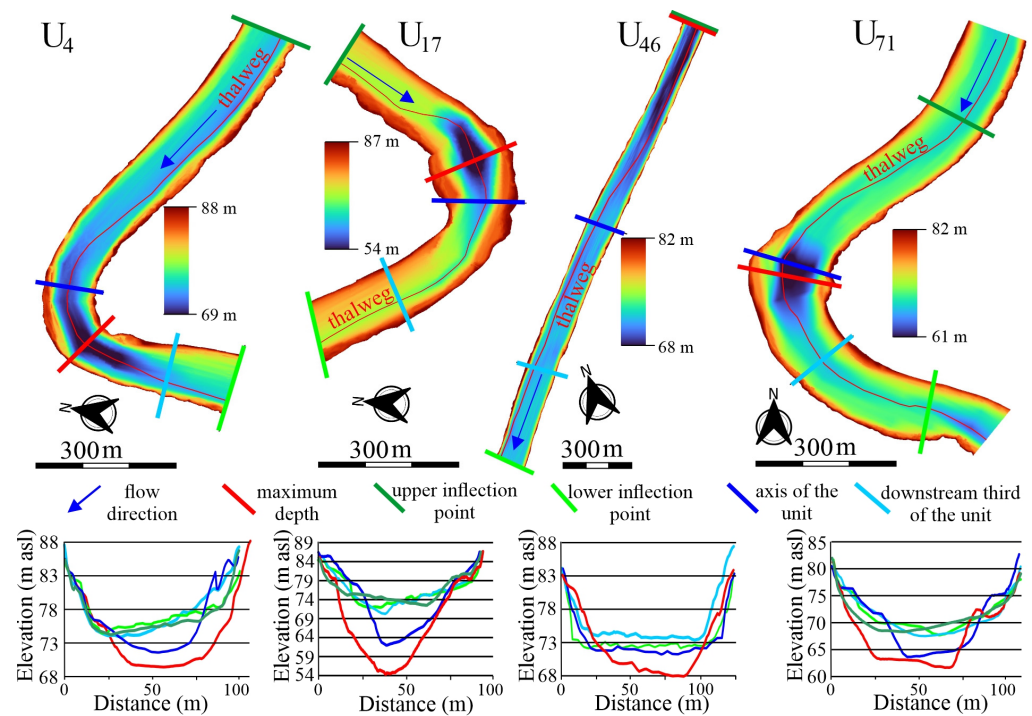 U4
U17
U46
U71
thalweg
88 m
69 m
N
300m
87 m
54 m
thalweg
N
300m
thalweg
82 m
68 m
N
300m
thalweg
82 m
61 m
N
300m
flow
direction
maximum
depth
upper inflection
point
lower inflection
point
axis of the
unit
downstream third
of the unit
Elevation (m asl)
88
83
78
73
68
0 50 100
Distance (m)
Elevation (m asl)
89
84
79
74
69
64
59
54
0 50 100
Distance (m)
Elevation (m asl)
88
83
78
73
68
0 50 100
Distance (m)
Elevation (m asl)
85
80
75
70
65
60
0 50 100
Distance (m)